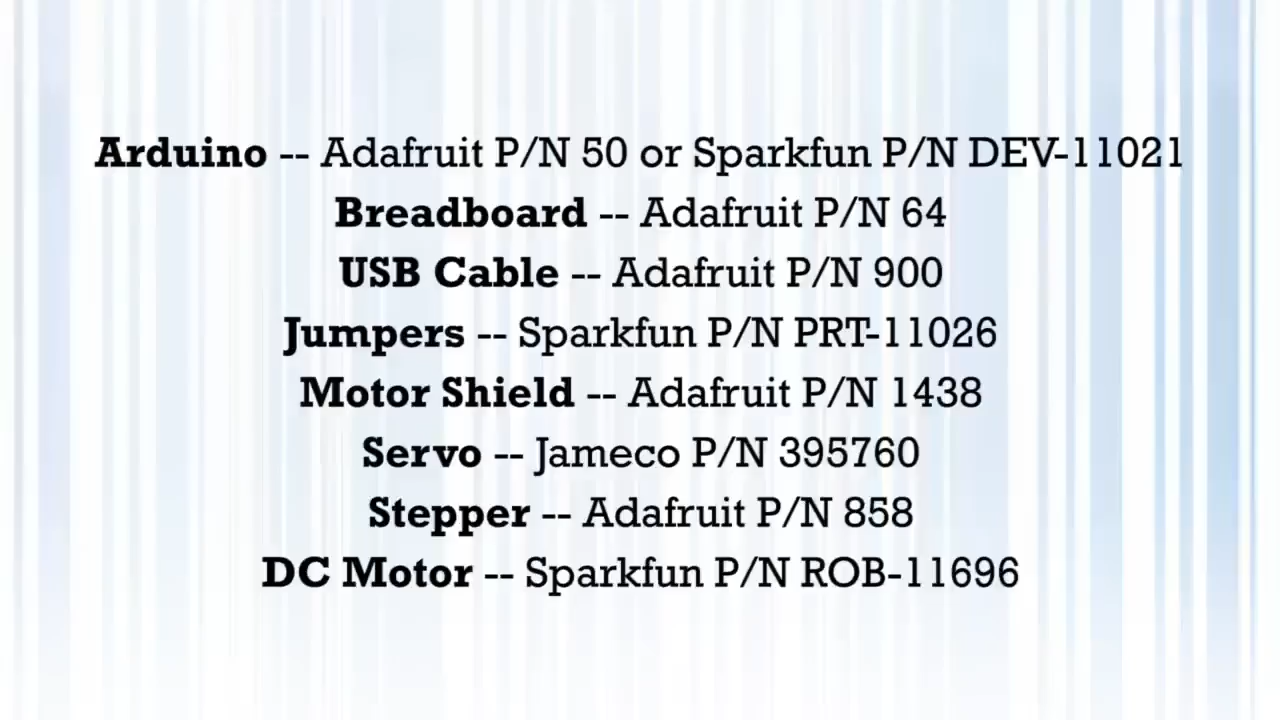 Arduino -- Adafruit P/N 50 or Sparkfun P/N DEV-11021
Breadboard -- Adafruit P/N 64
USB Cable -- Adafruit P/N 900
Jumpers -- Sparkfun P/N PRT-11026
Motor Shield -- Adafruit P/N 1438
Servo -- Jameco P/N 395760
Stepper -- Adafruit P/N 858
DC Motor -- Sparkfun P/N ROB-11696